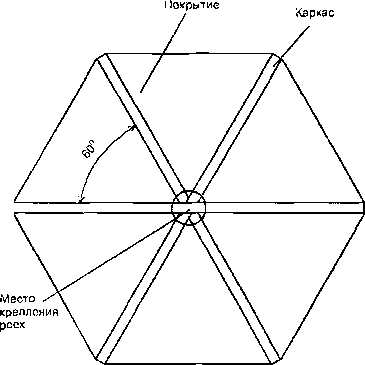 Покрытие
Каркас
60°
Место
крепления
реек